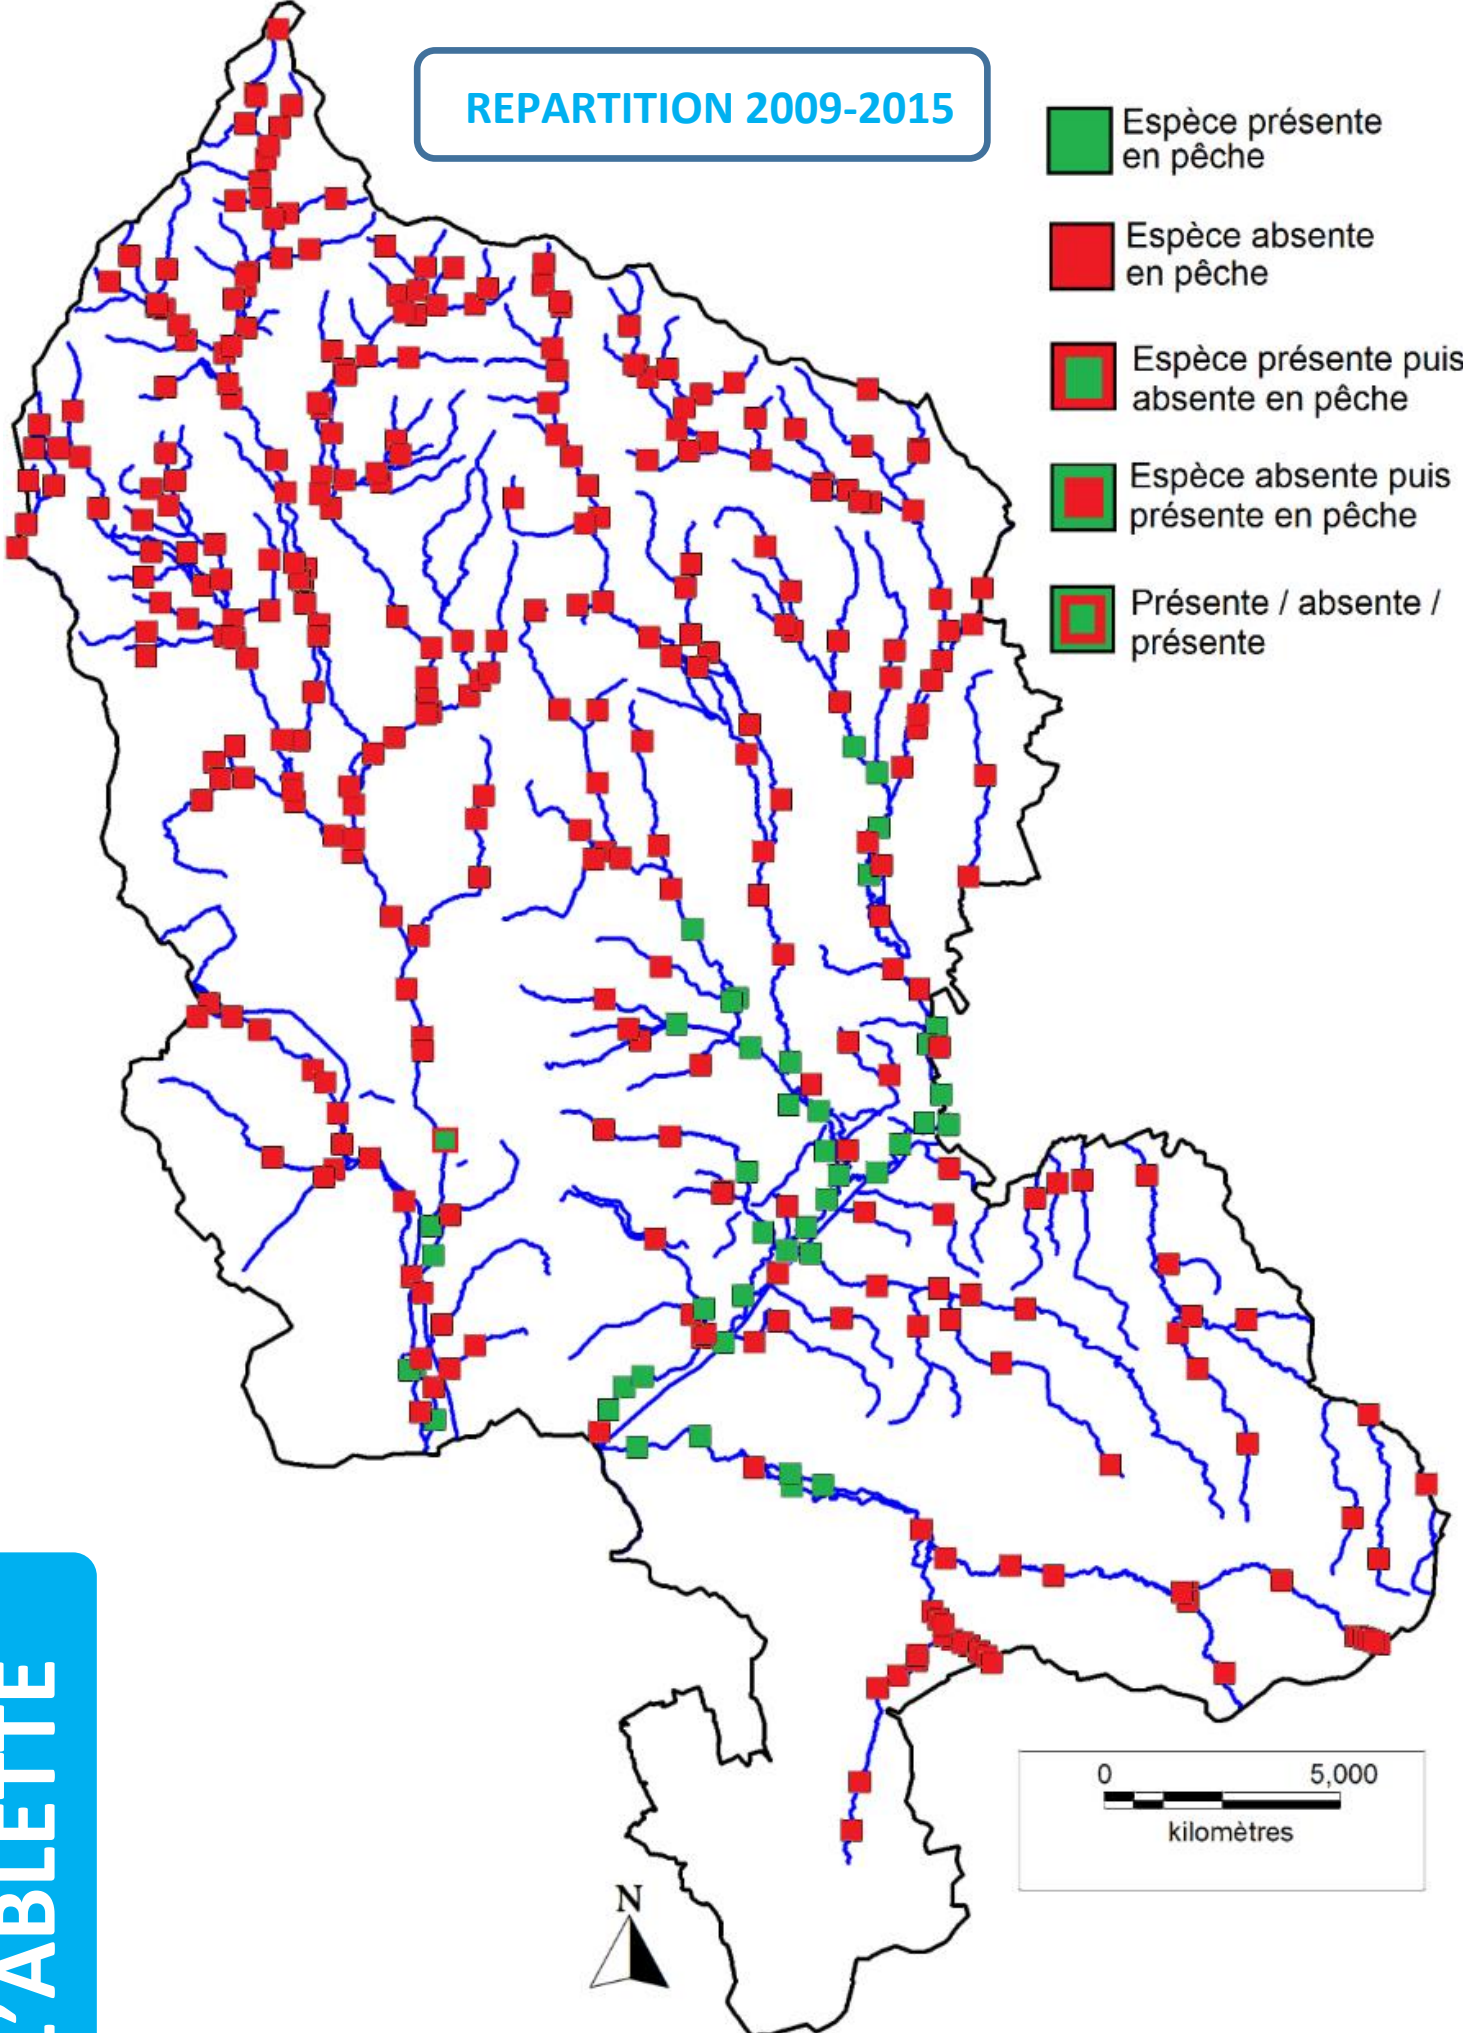 REPARTITION 2009-2015
Espèce présente
en pêche
Espèce absente
en pêche
Espèce présente puis
absente en pêche
Espèce absente puis
présente en pêche
Présente / absente /
présente
0 5,000
kilomètres
N
’ABLETTE